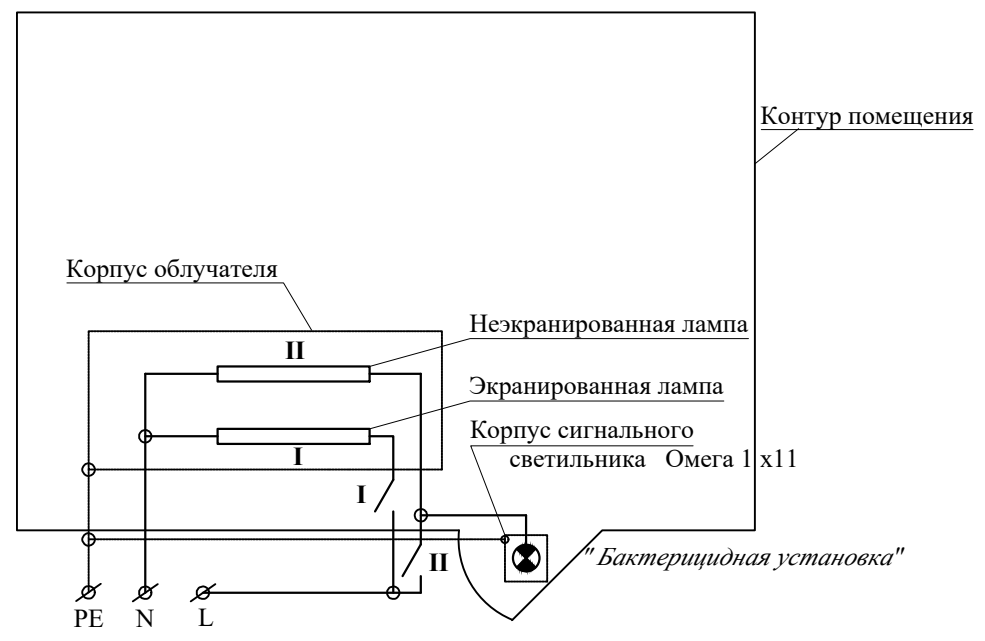 Контур помещения
Корпус облучателя
Неэкранированная лампа
II
Экранированная лампа
I
Корпус сигнального
светильника Омега 1 x11
I
II
" Бактерицидная установка"
PE N L